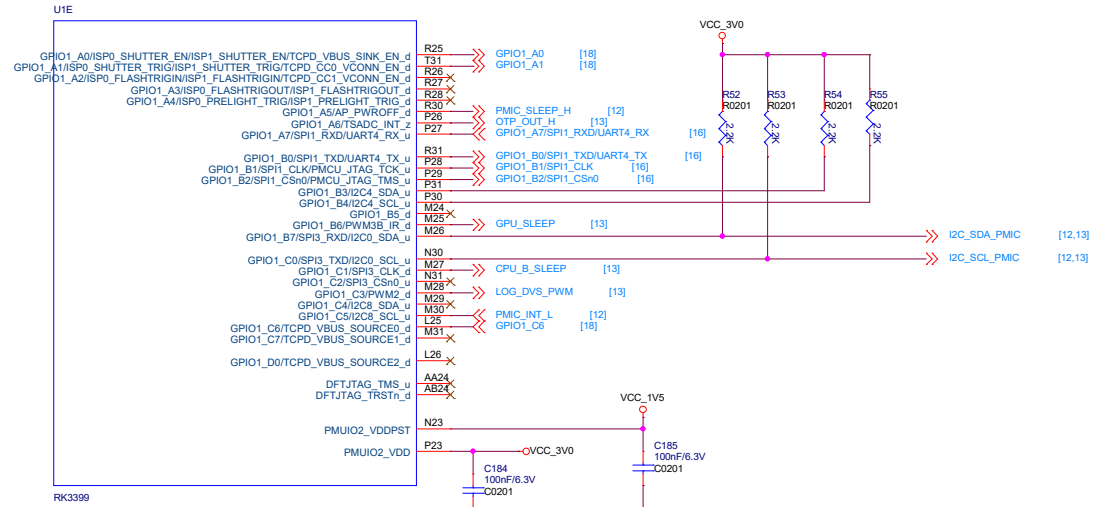 U1E
VCC_3V0
GPIO1_A0/ISP0_SHUTTER_EN/ISP1_SHUTTER_EN/TCPD_VBUS_SINK_EN_d R25 GPIO1_A0 [18]
GPIO1_A1/ISP0_SHUTTER_TRIG/ISP1_SHUTTER_TRIG/TCPD_CC0_VCONN_EN_d T31 GPIO1_A1 [18]
GPIO1_A2/ISP0_FLASHTRIGIN/ISP1_FLASHTRIGIN/TCPD_CC1_VCONN_EN_d R26
GPIO1_A3/ISP0_FLASHTRIGOUT/ISP1_FLASHTRIGOUT_d R27
GPIO1_A4/ISP0_PRELIGHT_TRIG/ISP1_PRELIGHT_TRIG_d R28
R52 R53 R54 R55
R0201 R0201 R0201 R0201
2.2K 2.2K 2.2K 2.2K
GPIO1_A5/AP_PWROFF_d R30 PMIC_SLEEP_H [12]
GPIO1_A6/TSADC_INT_z P26 OTP_OUT_H [13]
GPIO1_A7/SPI1_RXD/UART4_RX_u P27 GPIO1_A7/SPI1_RXD/UART4_RX [16]
GPIO1_B0/SPI1_TXD/UART4_TX_u R31 GPIO1_B0/SPI1_TXD/UART4_TX [16]
GPIO1_B1/SPI1_CLK/PMCU_JTAG_TCK_u P28 GPIO1_B1/SPI1_CLK [16]
GPIO1_B2/SPI1_CSn0/PMCU_JTAG_TMS_u P29 GPIO1_B2/SPI1_CSn0 [16]
GPIO1_B3/I2C4_SDA_u P31
GPIO1_B4/I2C4_SCL_u P30
GPIO1_B5_d M24
GPIO1_B6/PWM3B_IR_d M25 GPU_SLEEP [13]
GPIO1_B7/SPI3_RXD/I2C0_SDA_u M26 I2C_SDA_PMIC [12,13]
GPIO1_C0/SPI3_TXD/I2C0_SCL_u N30 I2C_SCL_PMIC [12,13]
GPIO1_C1/SPI3_CLK_d M27 CPU_B_SLEEP [13]
GPIO1_C2/SPI3_CSn0_u N31
GPIO1_C3/PWM2_d M28 LOG_DVS_PWM [13]
GPIO1_C4/I2C8_SDA_u M29
GPIO1_C5/I2C8_SCL_u M30 PMIC_INT_L [12]
GPIO1_C6/TCPD_VBUS_SOURCE0_d L25 GPIO1_C6 [18]
GPIO1_C7/TCPD_VBUS_SOURCE1_d M31
GPIO1_D0/TCPD_VBUS_SOURCE2_d L26
DFTJTAG_TMS_u AA24
DFTJTAG_TRSTn_d AB24
VCC_1V5
PMUIO2_VDDPST N23
PMUIO2_VDD P23 VCC_3V0
C185
100nF/6.3V
C0201
C184
100nF/6.3V
C0201
RK3399